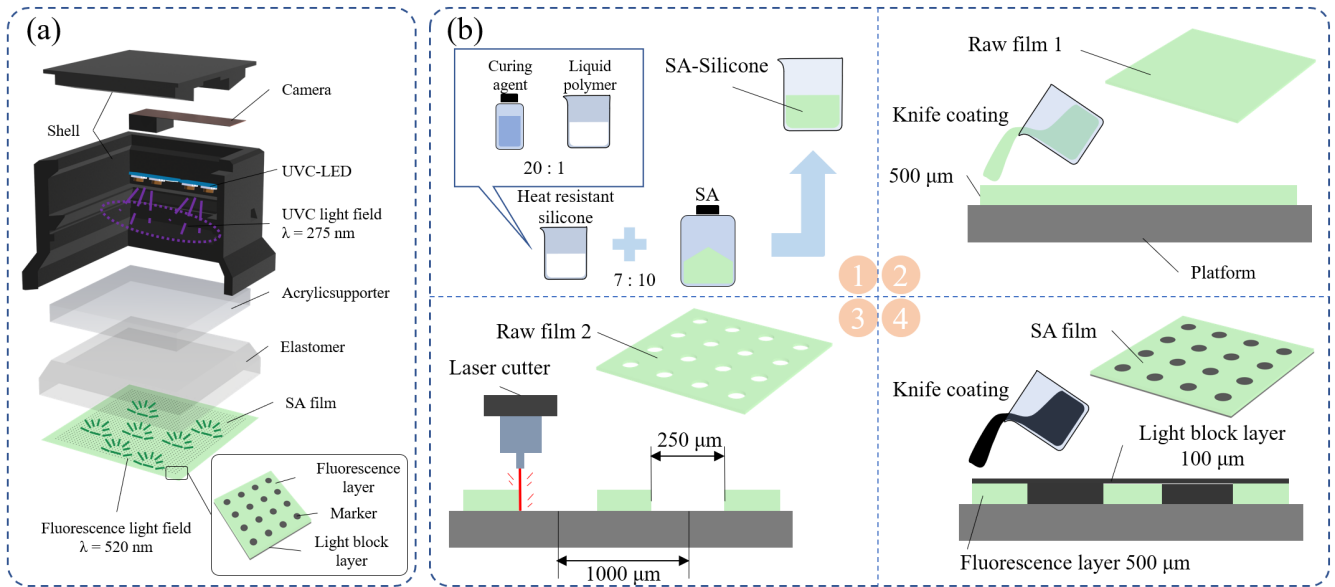 (a)
Camera
Shell
UVC-LED
UVC light field
λ = 275 nm
Acrylicsupporter
Elastomer
SA film
Fluorescence light field
λ = 520 nm
Fluorescence
layer
Marker
Light block
layer
(b)
Curing
agent
Liquid
polymer
20 : 1
Heat resistant
silicone
7 : 10
SA
SA-Silicone
1
2
3
4
Raw film 1
Knife coating
500 μm
Platform
Raw film 2
Laser cutter
250 μm
1000 μm
SA film
Knife coating
Light block layer
100 μm
Fluorescence layer 500 μm